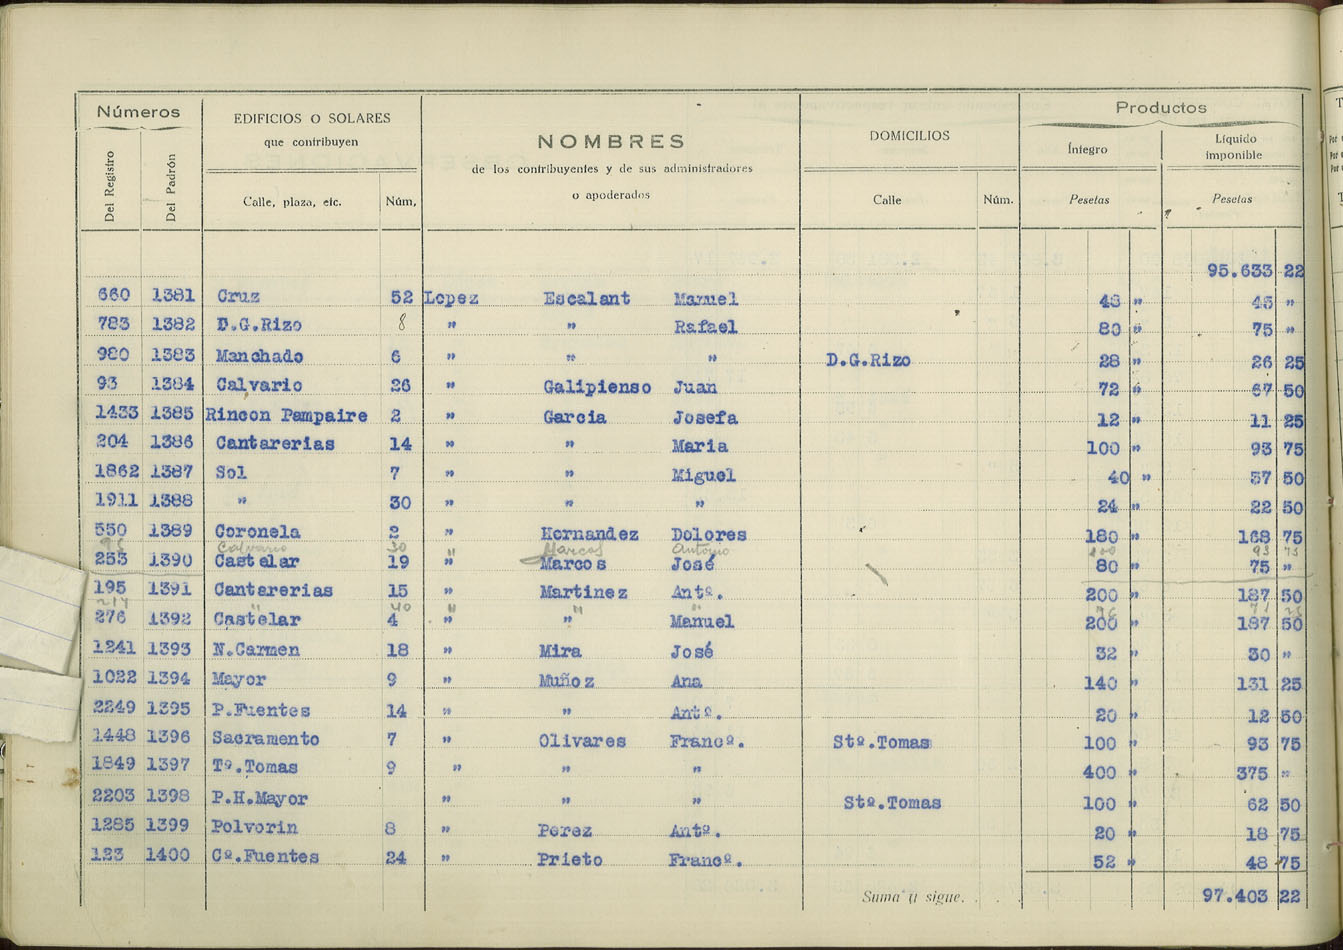 Números
EDIFICIOS O SOLARES
que contribuyen
NOMBRES
de los contribuyentes y de sus administradores
o apoderados
DOMICILIOS
Productos
Íntegro
Líquido
imponible
Del Registro
Del Padrón
Calle, plaza, etc.
Núm.
Calle
Núm.
Pesetas
Pesetas
95.633 22
660 1381 Cruz 52 Lopez Escalant Manuel 48 " 45 "
783 1382 D.G.Rizo 8 " " Rafael 80 " 75 "
980 1383 Manchado 6 " " " D.G.Rizo 28 " 26 25
93 1384 Calvario 26 " Galipienso Juan 72 " 67 50
1433 1385 Rincon Pampaire 2 " Garcia Josefa 12 " 11 25
204 1386 Cantarerias 14 " " Maria 100 " 93 75
1862 1387 Sol 7 " " Miguel 40 " 37 50
1911 1388 " 30 " " " 24 " 22 50
550 1389 Coronela 2 " Hernandez Dolores 180 " 168 75
95 Calvario 30 " Marcos Antonio 100 93 75
253 1390 Castelar 19 " Marcos José 80 " 75 "
195 1391 Cantarerias 15 " Martinez Antº. 200 " 187 50
214 " 40 " " " 76 71 25
276 1392 Castelar 4 " " Manuel 200 " 187 50
1241 1393 N.Carmen 18 " Mira José 32 " 30 "
1022 1394 Mayor 9 " Muñoz Ana 140 " 131 25
2249 1395 P.Fuentes 14 " " Antº. 20 " 12 50
1448 1396 Sacramento 7 " Olivares Francº. Stº.Tomas 100 " 93 75
1849 1397 Tº.Tomas 9 " " " 400 " 375 "
2203 1398 P.H.Mayor " " " Stº.Tomas 100 " 62 50
1285 1399 Polvorin 8 " Perez Antº. 20 " 18 75
123 1400 Cº.Fuentes 24 " Prieto Francº. 52 " 48 75
Suma y sigue. . . 97.403 22